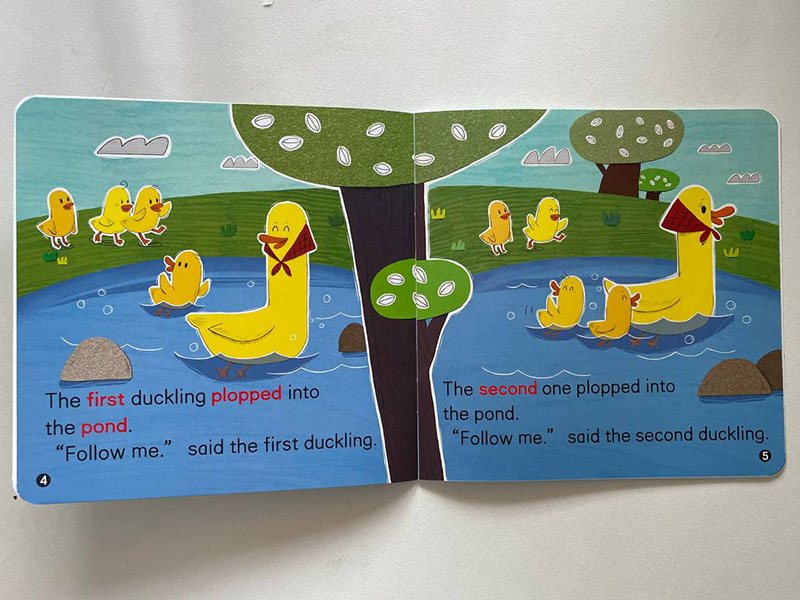 The first duckling plopped into
the pond.
"Follow me." said the first duckling.
4
The second one plopped into
the pond.
"Follow me." said the second duckling.
5